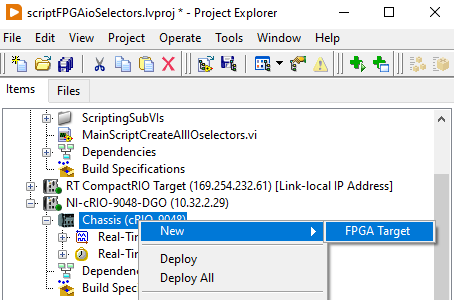 scriptFPGAioSelectors.lvproj * - Project Explorer
File Edit View Project Operate Tools Window Help
Items Files
ScriptingSubVIs
MainScriptCreateAllIOselectors.vi
Dependencies
Build Specifications
RT CompactRIO Target (169.254.232.61) [Link-local IP Address]
NI-cRIO-9048-DGO (10.32.2.29)
Chassis (cRIO-9048)
New FPGA Target
Real-Tim
Deploy
Real-Tim
Deploy All
Dependenc
Build Spec